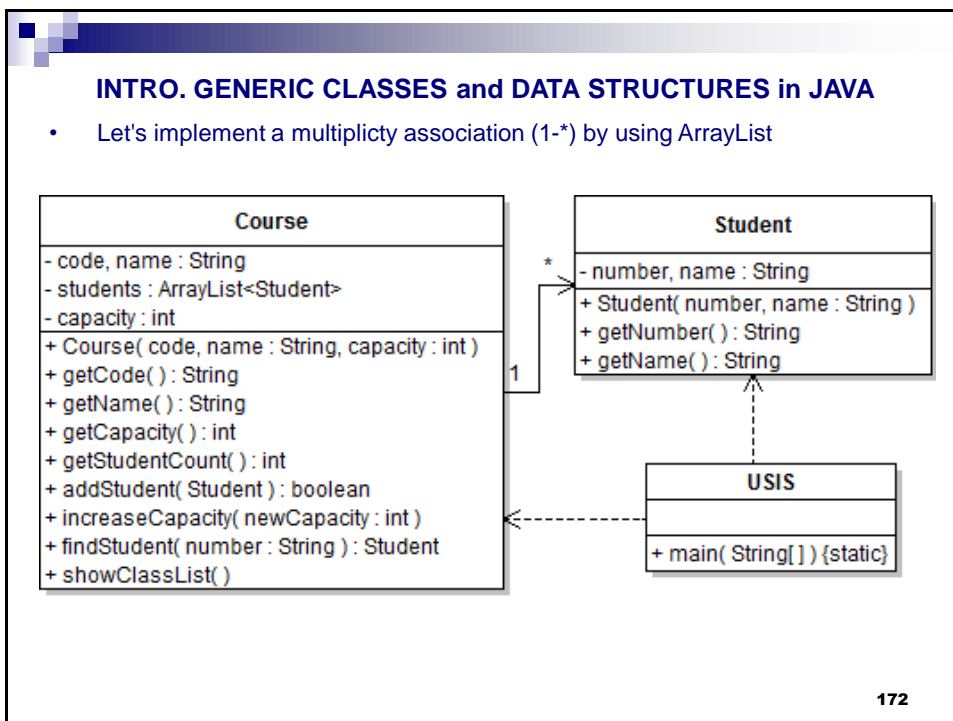 INTRO. GENERIC CLASSES and DATA STRUCTURES in JAVA
• Let's implement a multiplicty association (1-*) by using ArrayList
Course
- code, name : String
- students : ArrayList<Student>
- capacity : int
+ Course( code, name : String, capacity : int )
+ getCode( ) : String
+ getName( ) : String
+ getCapacity( ) : int
+ getStudentCount( ) : int
+ addStudent( Student ) : boolean
+ increaseCapacity( newCapacity : int )
+ findStudent( number : String ) : Student
+ showClassList( )
1
*
Student
- number, name : String
+ Student( number, name : String )
+ getNumber( ) : String
+ getName( ) : String
USIS
+ main( String[ ] ) {static}
172